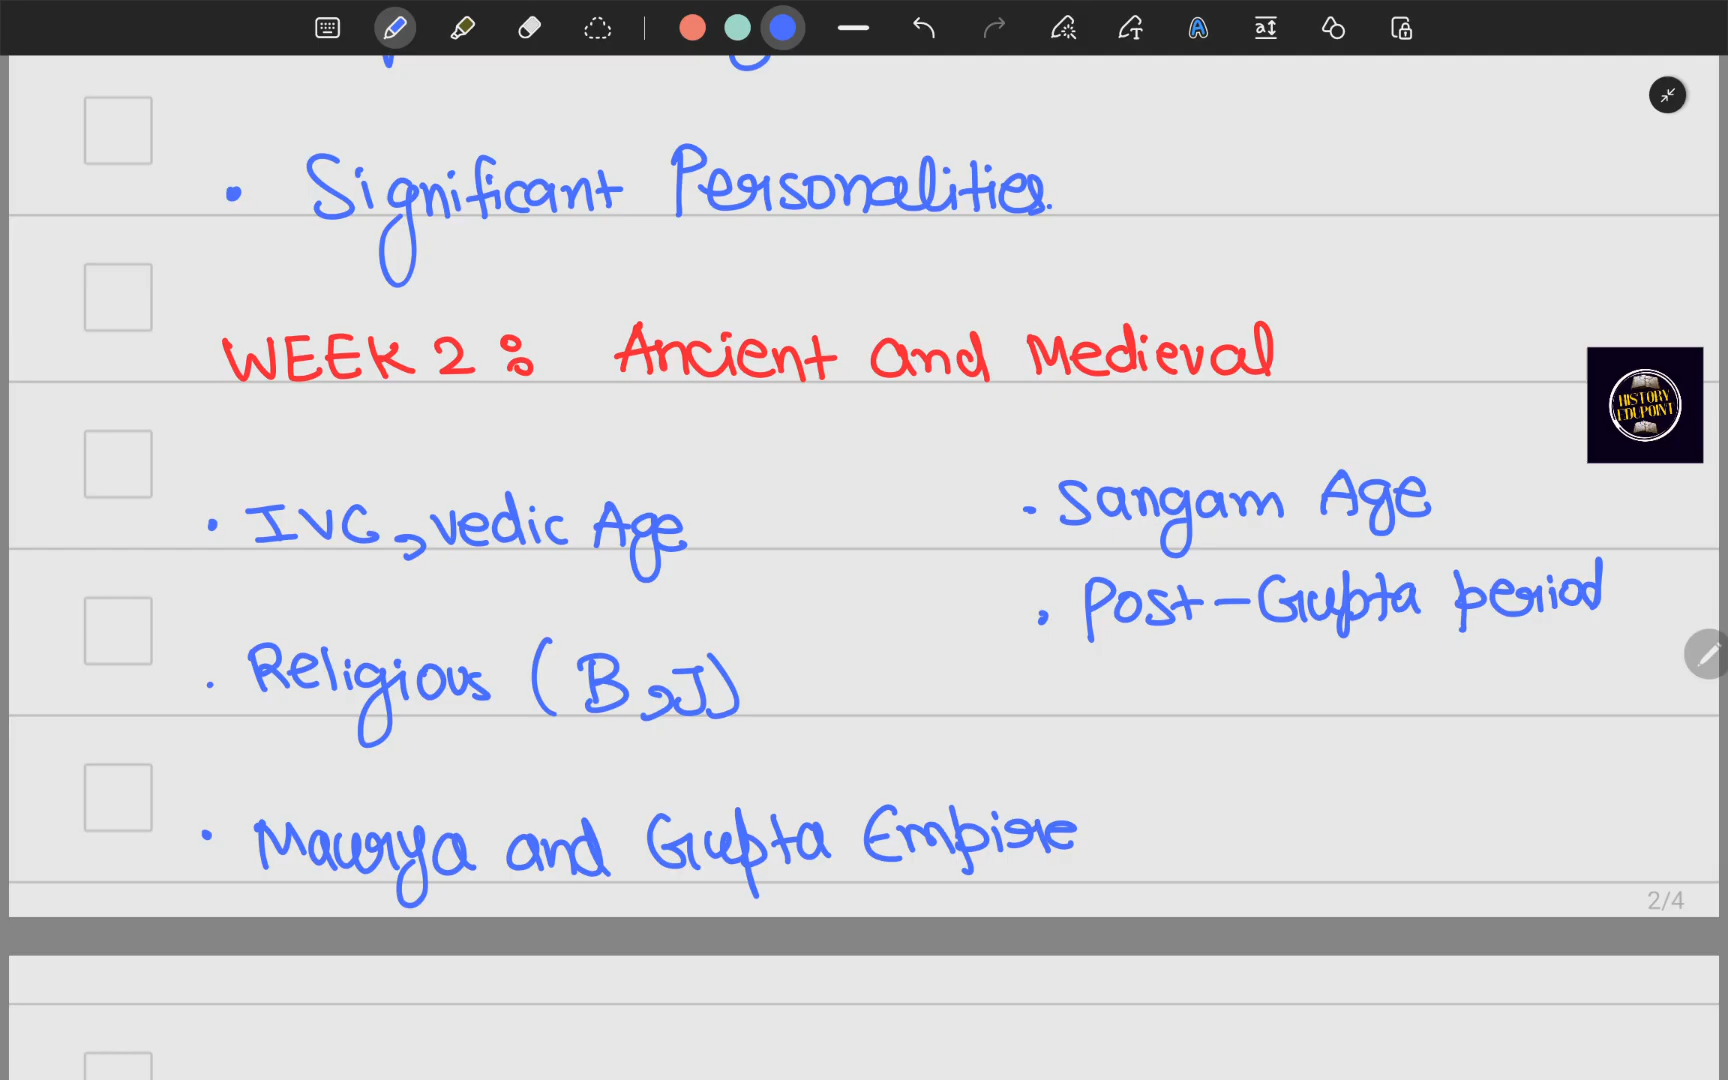 • Significant Personalities.
WEEK 2 : Ancient and Medieval
HISTORY
EDUPOINT
• IVC, vedic Age
• Sangam Age
• Post-Gupta period
• Religious (B, J)
• Maurya and Gupta Empire
2/4